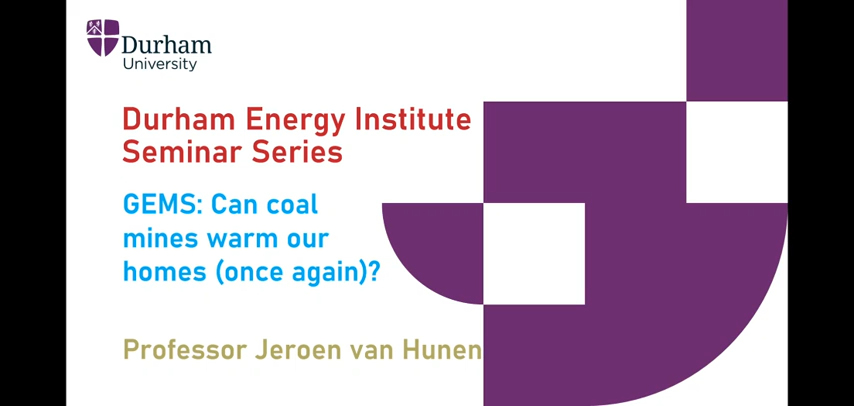 Durham
University
Durham Energy Institute
Seminar Series
GEMS: Can coal
mines warm our
homes (once again)?
Professor Jeroen van Hunen